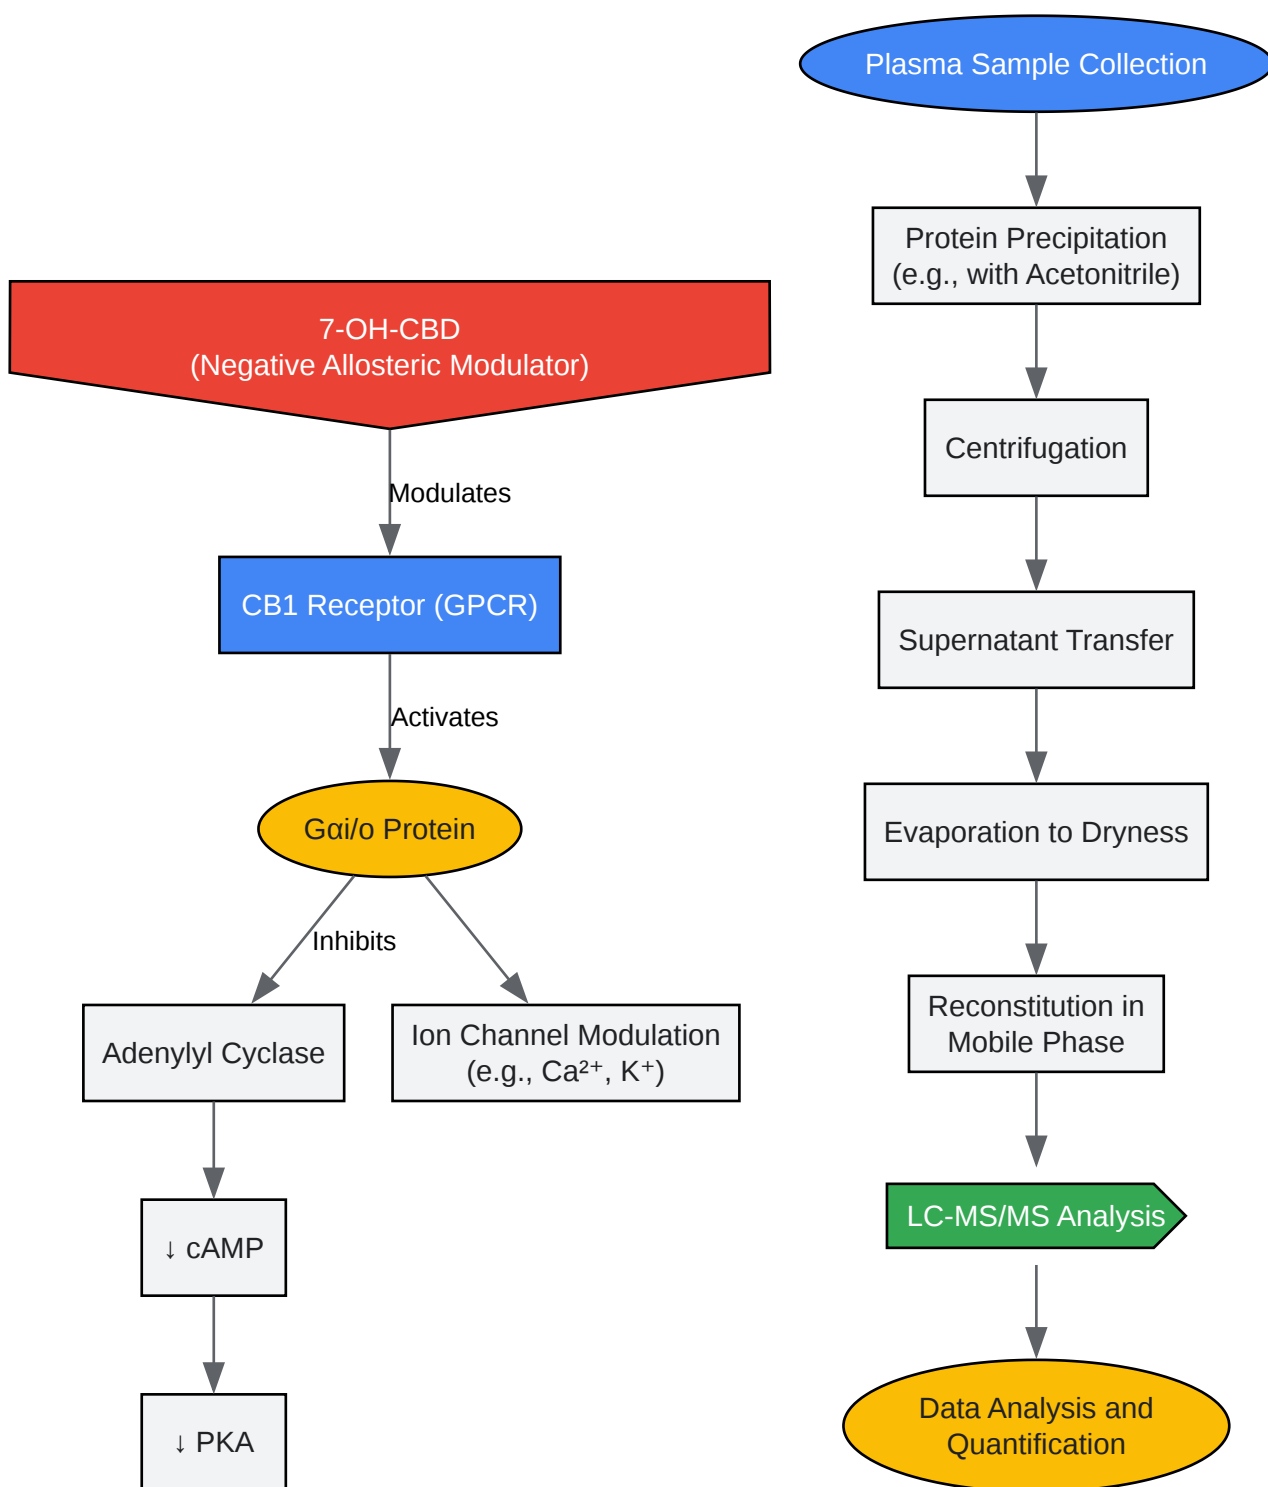 7-OH-CBD
(Negative Allosteric Modulator)
Modulates
CB1 Receptor (GPCR)
Activates
Gαi/o Protein
Inhibits
Adenylyl Cyclase
Ion Channel Modulation
(e.g., Ca²⁺, K⁺)
↓ cAMP
↓ PKA
Plasma Sample Collection
Protein Precipitation
(e.g., with Acetonitrile)
Centrifugation
Supernatant Transfer
Evaporation to Dryness
Reconstitution in
Mobile Phase
LC-MS/MS Analysis
Data Analysis and
Quantification